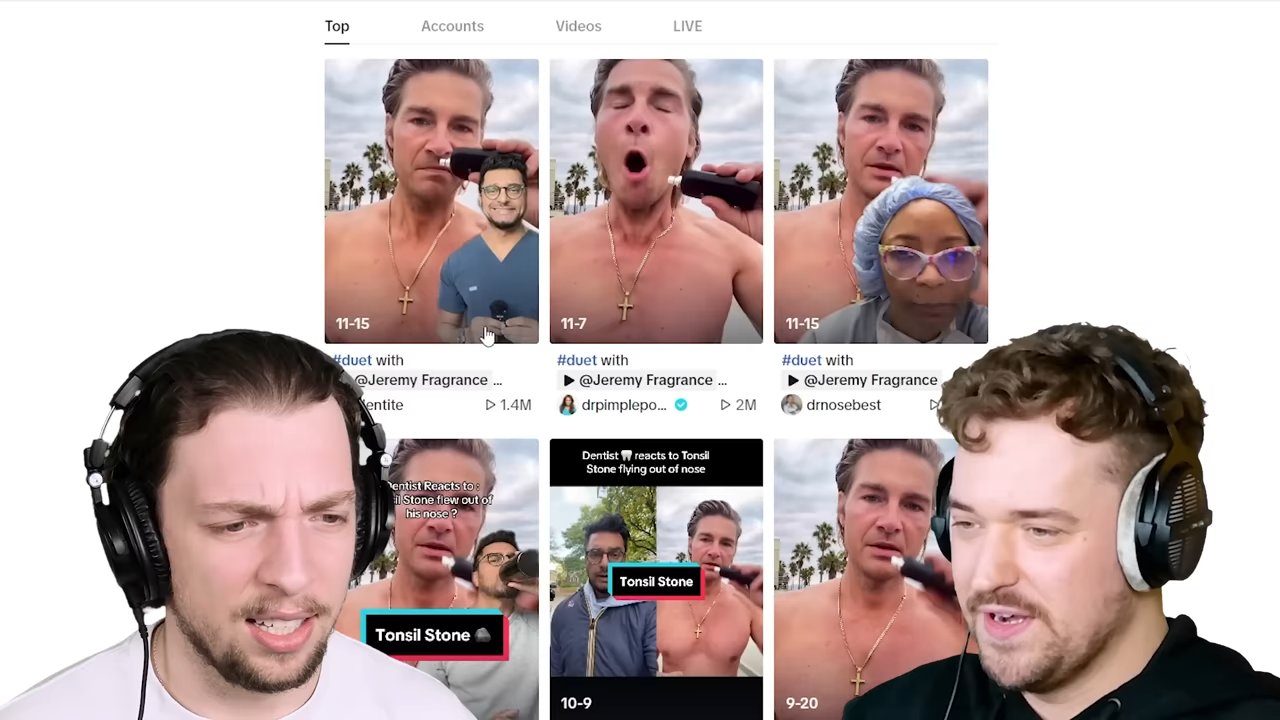 Top
Accounts
Videos
LIVE
11-15
11-7
11-15
#duet with
@Jeremy Fragrance ...
entite
1.4M
#duet with
@Jeremy Fragrance ...
drpimplepo...
2M
#duet with
@Jeremy Fragrance
drnosebest
Dentist Reacts to :
il Stone flew out of
his nose ?
Tonsil Stone
Dentist reacts to Tonsil
Stone flying out of nose
Tonsil Stone
10-9
9-20